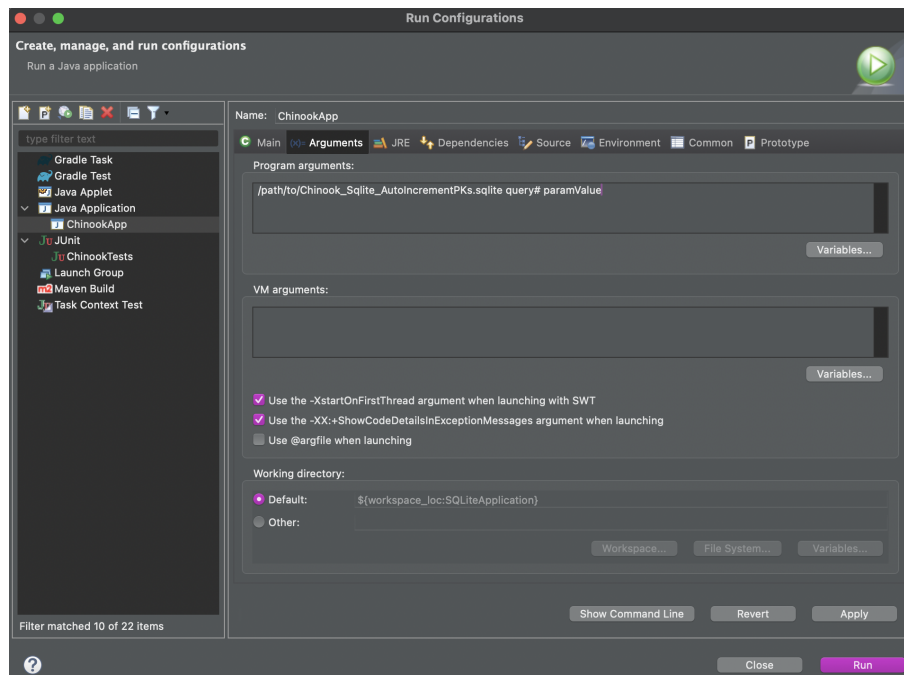 Run Configurations
Create, manage, and run configurations
Run a Java application
type filter text
Gradle Task
Gradle Test
Java Applet
Java Application
ChinookApp
JUnit
ChinookTests
Launch Group
Maven Build
Task Context Test
Filter matched 10 of 22 items
Name: ChinookApp
Main (x)= Arguments JRE Dependencies Source Environment Common Prototype
Program arguments:
/path/to/Chinook_Sqlite_AutoIncrementPKs.sqlite query# paramValue
Variables...
VM arguments:
Variables...
Use the -XstartOnFirstThread argument when launching with SWT
Use the -XX:+ShowCodeDetailsInExceptionMessages argument when launching
Use @argfile when launching
Working directory:
Default: ${workspace_loc:SQLiteApplication}
Other:
Workspace... File System... Variables...
Show Command Line Revert Apply
Close Run